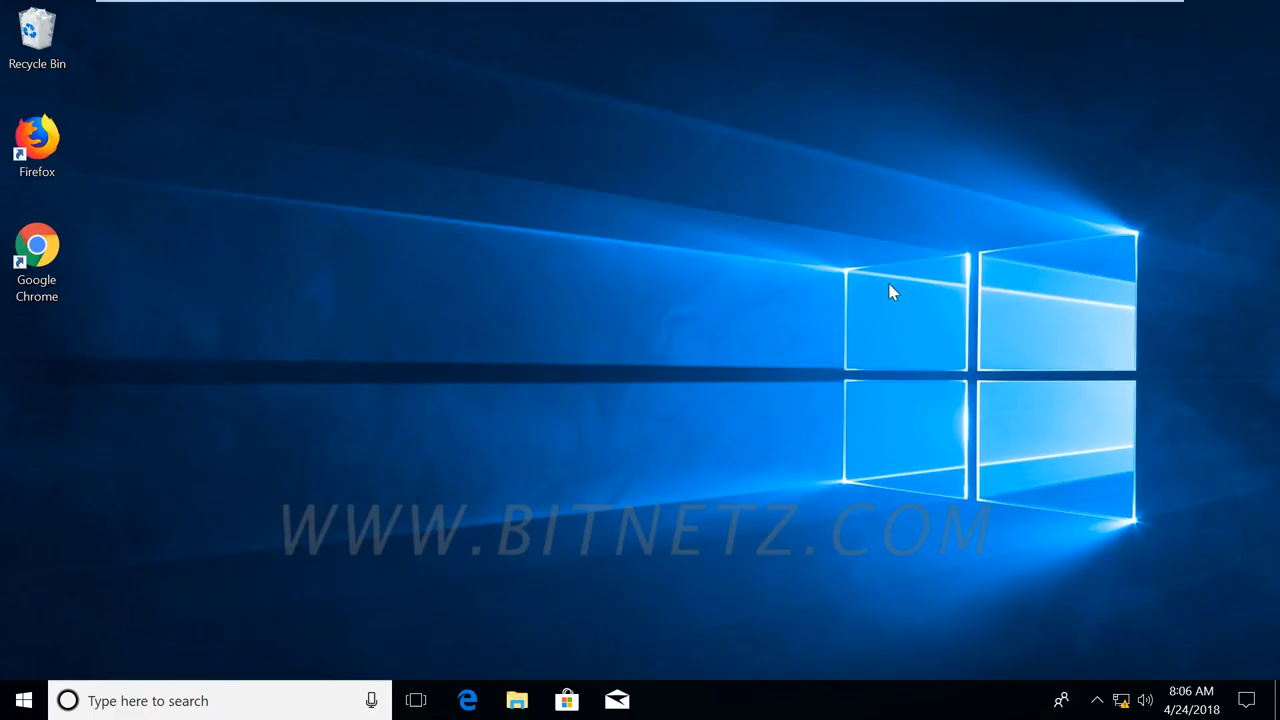 Recycle Bin
Firefox
Google
Chrome
WWW.BITNETZ.COM
Type here to search
8:06 AM
4/24/2018